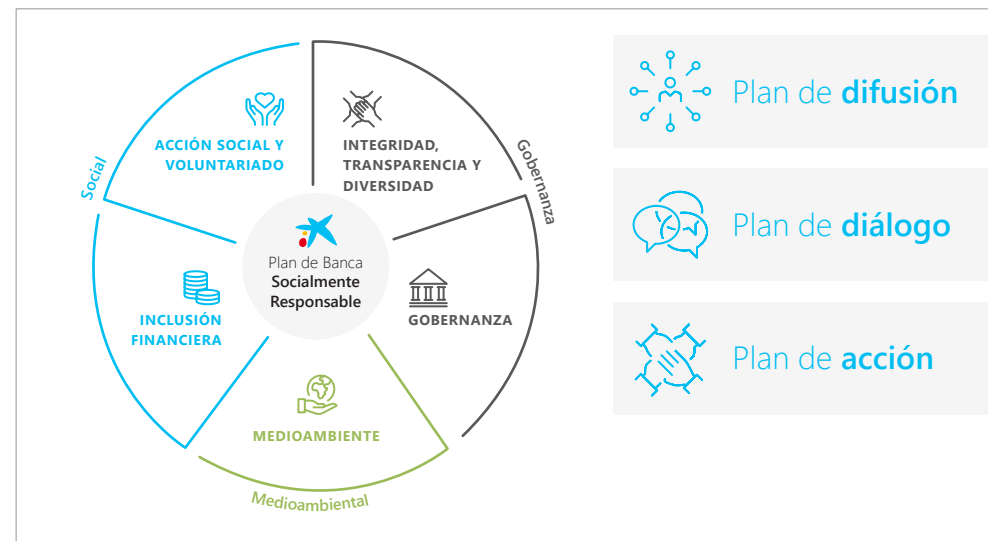 Social
ACCIÓN SOCIAL Y
VOLUNTARIADO
INTEGRIDAD,
TRANSPARENCIA Y
DIVERSIDAD
Gobernanza
Plan de Banca
Socialmente
Responsable
INCLUSIÓN
FINANCIERA
GOBERNANZA
MEDIOAMBIENTE
Medioambiental
Plan de difusión
Plan de diálogo
Plan de acción